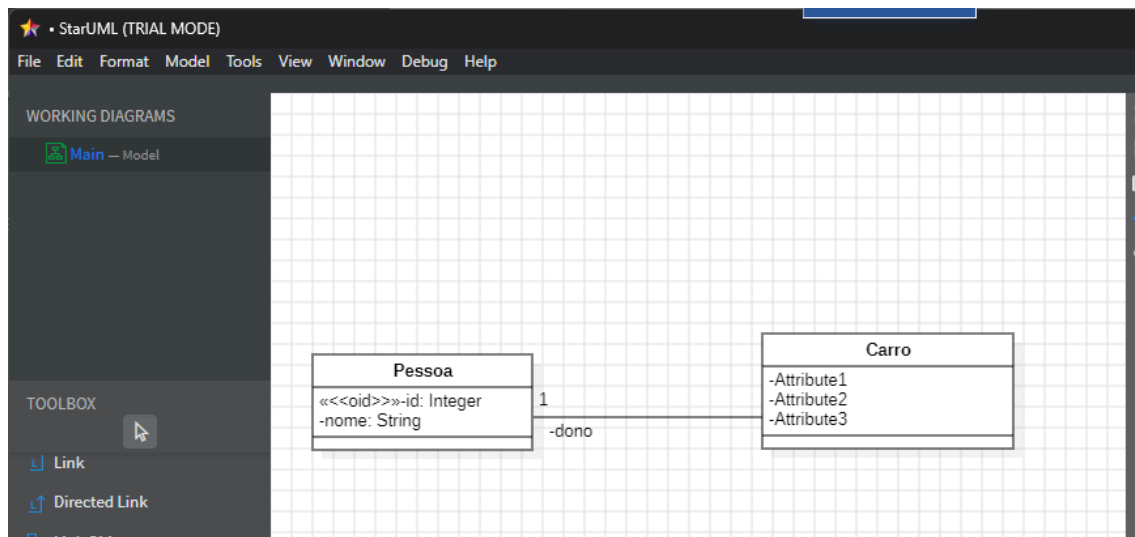 • StarUML (TRIAL MODE)
File Edit Format Model Tools View Window Debug Help
WORKING DIAGRAMS
Main — Model
Pessoa
«<<oid>>»-id: Integer
-nome: String
1
-dono
Carro
-Attribute1
-Attribute2
-Attribute3
TOOLBOX
Link
Directed Link